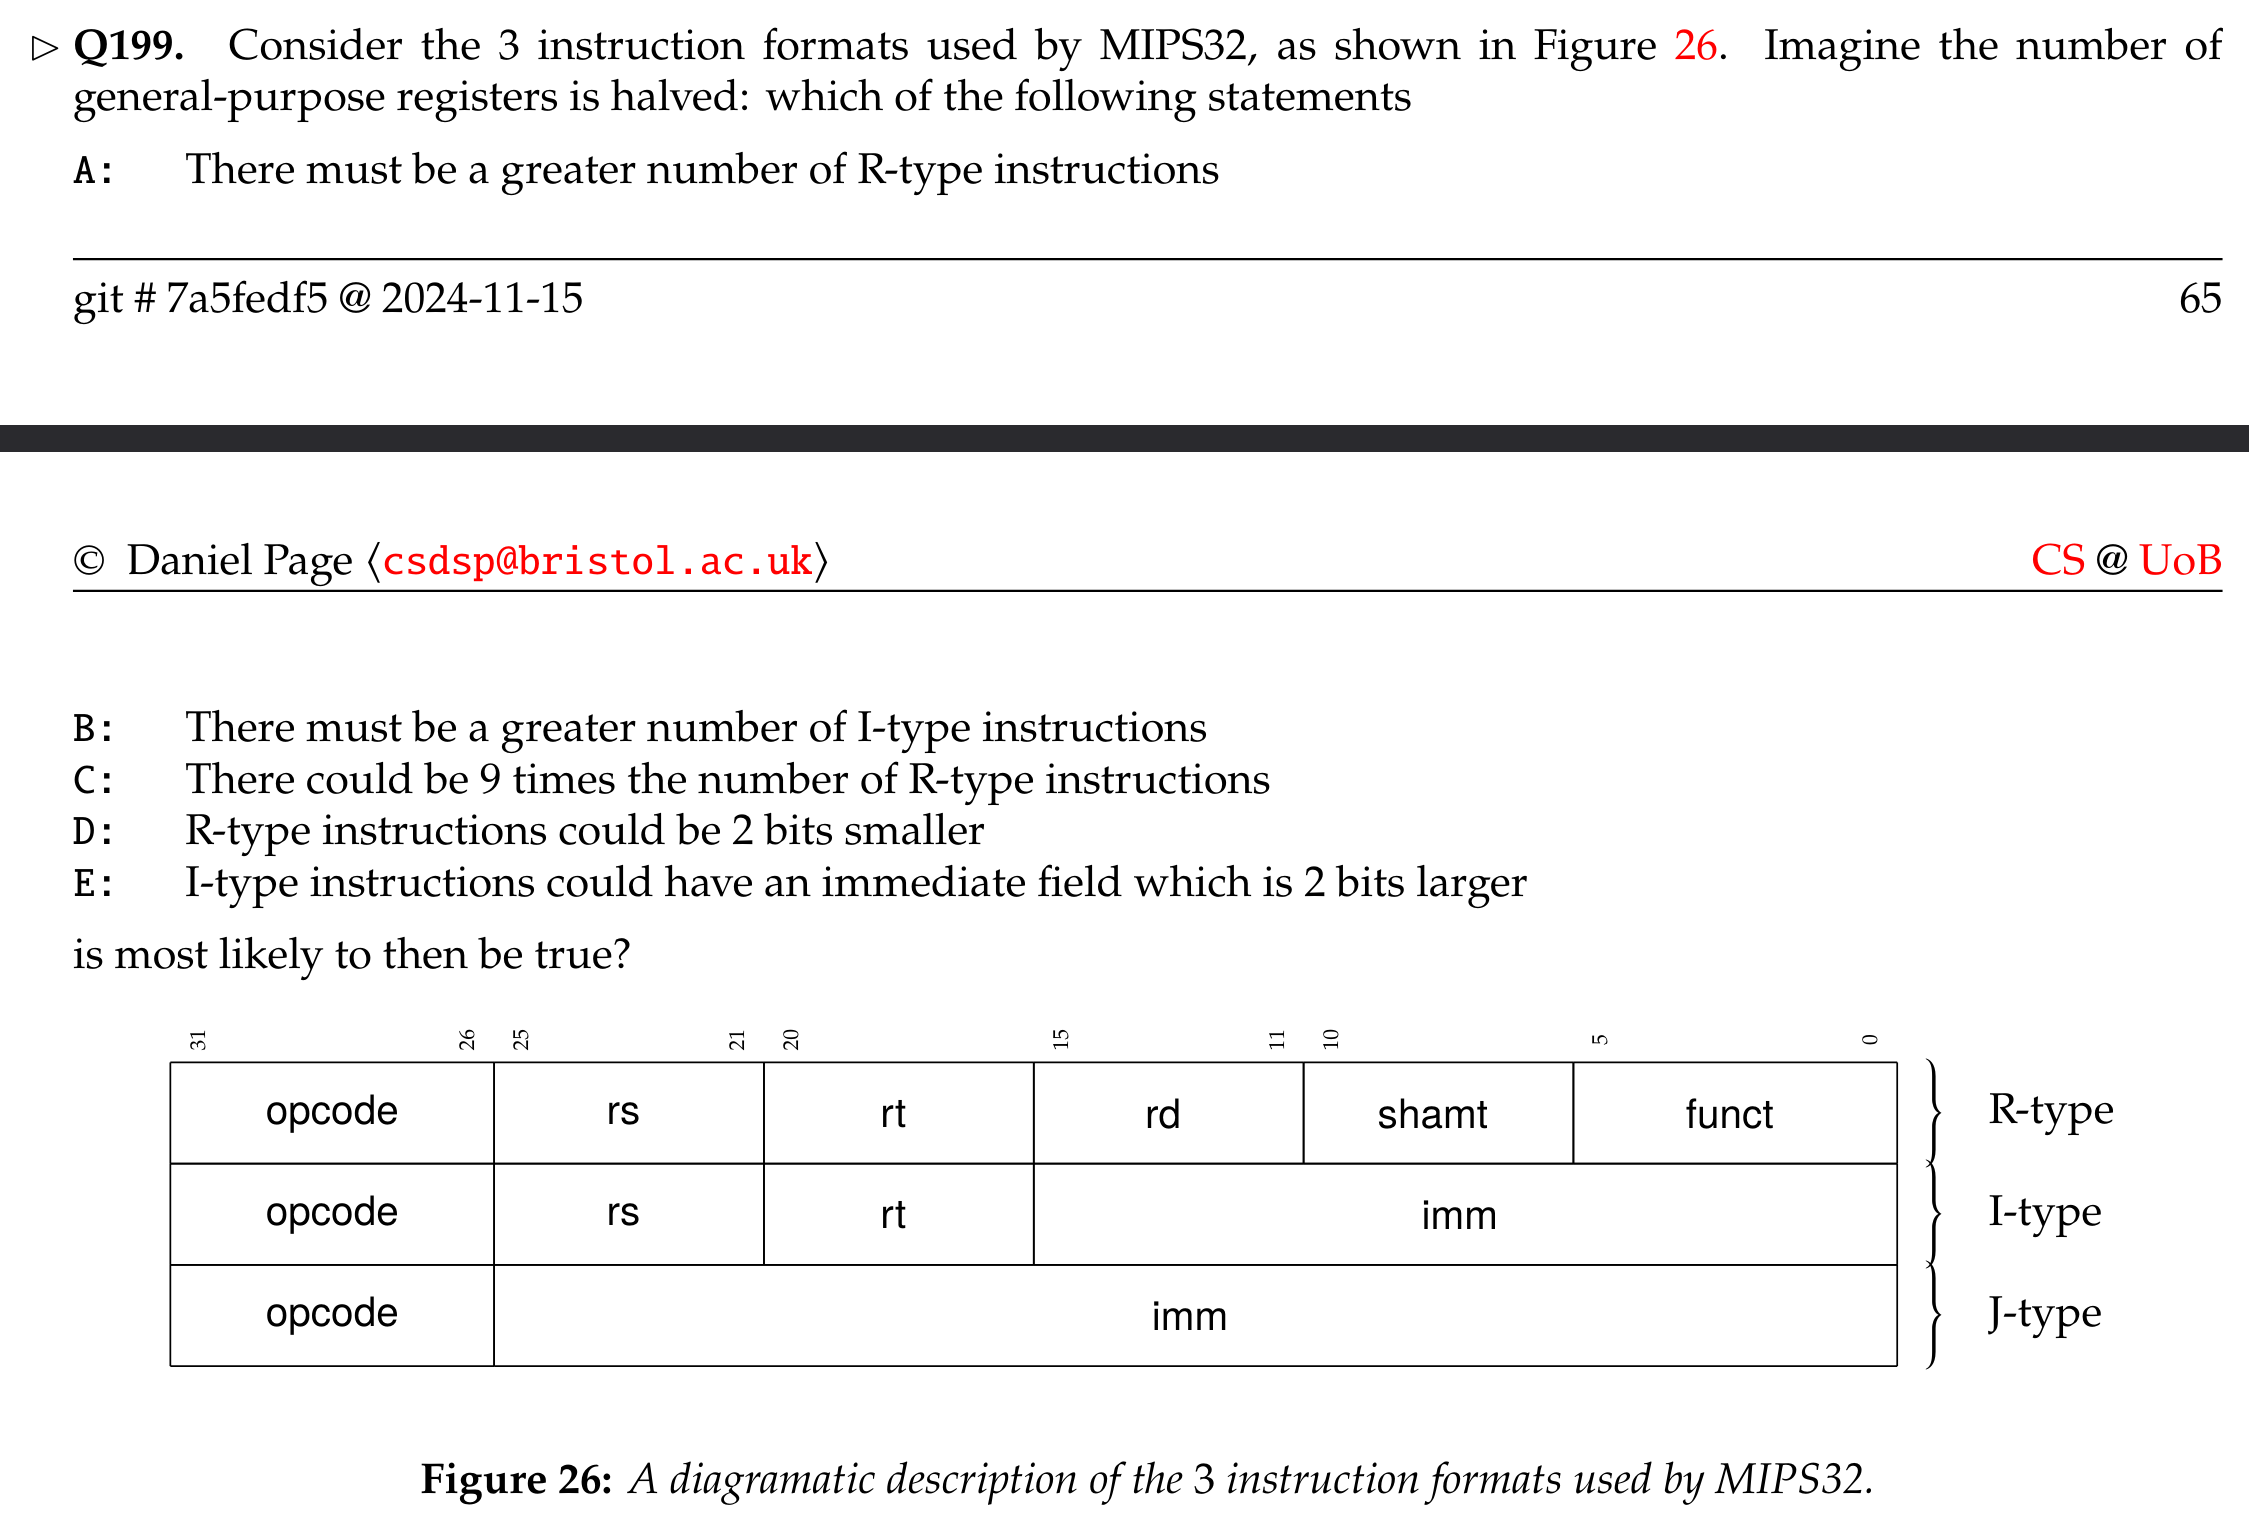 ▷ Q199. Consider the 3 instruction formats used by MIPS32, as shown in Figure 26. Imagine the number of
general-purpose registers is halved: which of the following statements
A: There must be a greater number of R-type instructions
git # 7a5fedf5 @ 2024-11-15 65
© Daniel Page ⟨csdsp@bristol.ac.uk⟩ CS @ UoB
B: There must be a greater number of I-type instructions
C: There could be 9 times the number of R-type instructions
D: R-type instructions could be 2 bits smaller
E: I-type instructions could have an immediate field which is 2 bits larger
is most likely to then be true?
31 26 25 21 20 15 11 10 5 0
opcode rs rt rd shamt funct R-type
opcode rs rt imm I-type
opcode imm J-type
Figure 26: A diagramatic description of the 3 instruction formats used by MIPS32.